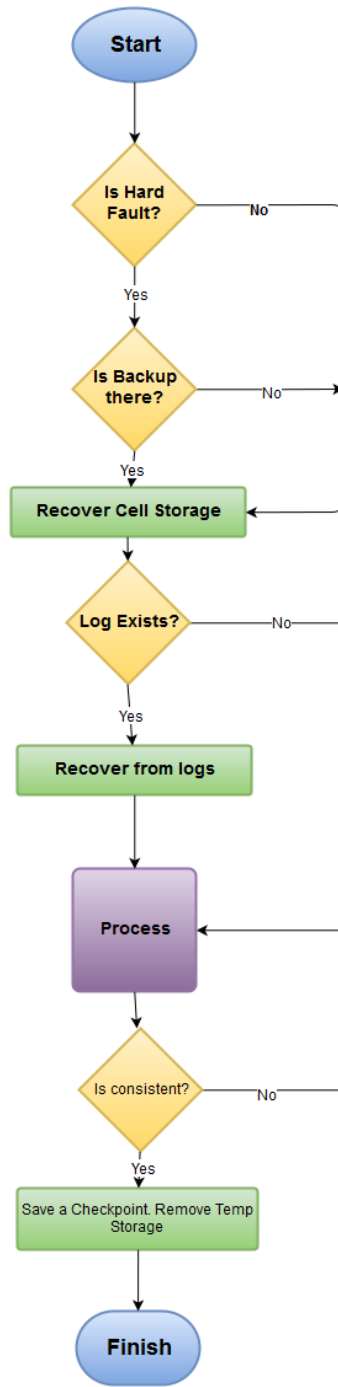 Start
Is Hard
Fault?
No
Yes
Is Backup
there?
No
Yes
Recover Cell Storage
Log Exists?
No
Yes
Recover from logs
Process
Is consistent?
No
Yes
Save a Checkpoint. Remove Temp
Storage
Finish